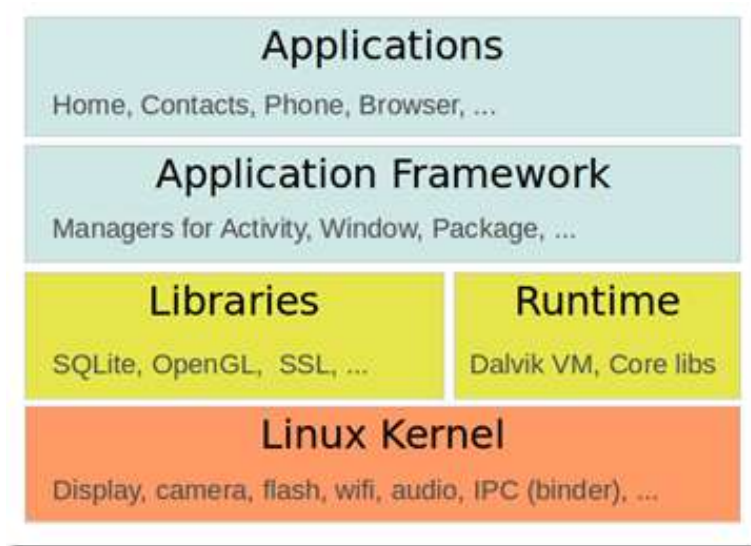 Applications
Home, Contacts, Phone, Browser, ...
Application Framework
Managers for Activity, Window, Package, ...
Libraries
SQLite, OpenGL, SSL, ...
Runtime
Dalvik VM, Core libs
Linux Kernel
Display, camera, flash, wifi, audio, IPC (binder), ...